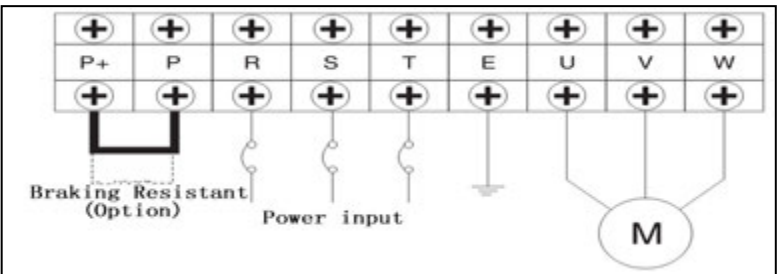 P+ P R S T E U V W
Braking Resistant
(Option)
Power input
M